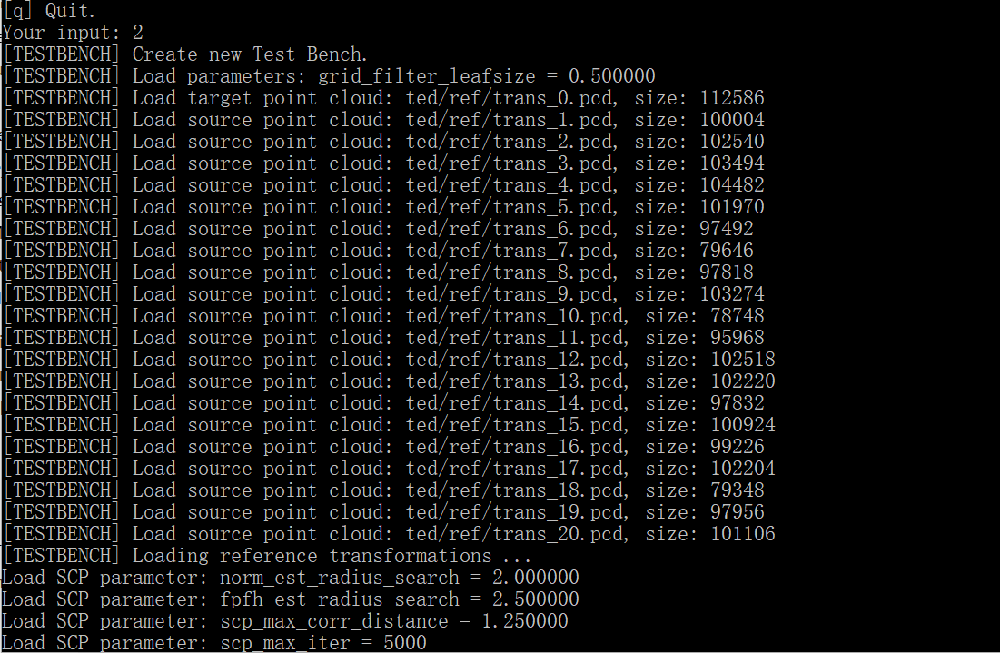 [q] Quit.
Your input: 2
[TESTBENCH] Create new Test Bench.
[TESTBENCH] Load parameters: grid_filter_leafsize = 0.500000
[TESTBENCH] Load target point cloud: ted/ref/trans_0.pcd, size: 112586
[TESTBENCH] Load source point cloud: ted/ref/trans_1.pcd, size: 100004
[TESTBENCH] Load source point cloud: ted/ref/trans_2.pcd, size: 102540
[TESTBENCH] Load source point cloud: ted/ref/trans_3.pcd, size: 103494
[TESTBENCH] Load source point cloud: ted/ref/trans_4.pcd, size: 104482
[TESTBENCH] Load source point cloud: ted/ref/trans_5.pcd, size: 101970
[TESTBENCH] Load source point cloud: ted/ref/trans_6.pcd, size: 97492
[TESTBENCH] Load source point cloud: ted/ref/trans_7.pcd, size: 79646
[TESTBENCH] Load source point cloud: ted/ref/trans_8.pcd, size: 97818
[TESTBENCH] Load source point cloud: ted/ref/trans_9.pcd, size: 103274
[TESTBENCH] Load source point cloud: ted/ref/trans_10.pcd, size: 78748
[TESTBENCH] Load source point cloud: ted/ref/trans_11.pcd, size: 95968
[TESTBENCH] Load source point cloud: ted/ref/trans_12.pcd, size: 102518
[TESTBENCH] Load source point cloud: ted/ref/trans_13.pcd, size: 102220
[TESTBENCH] Load source point cloud: ted/ref/trans_14.pcd, size: 97832
[TESTBENCH] Load source point cloud: ted/ref/trans_15.pcd, size: 100924
[TESTBENCH] Load source point cloud: ted/ref/trans_16.pcd, size: 99226
[TESTBENCH] Load source point cloud: ted/ref/trans_17.pcd, size: 102204
[TESTBENCH] Load source point cloud: ted/ref/trans_18.pcd, size: 79348
[TESTBENCH] Load source point cloud: ted/ref/trans_19.pcd, size: 97956
[TESTBENCH] Load source point cloud: ted/ref/trans_20.pcd, size: 101106
[TESTBENCH] Loading reference transformations ...
Load SCP parameter: norm_est_radius_search = 2.000000
Load SCP parameter: fpfh_est_radius_search = 2.500000
Load SCP parameter: scp_max_corr_distance = 1.250000
Load SCP parameter: scp_max_iter = 5000